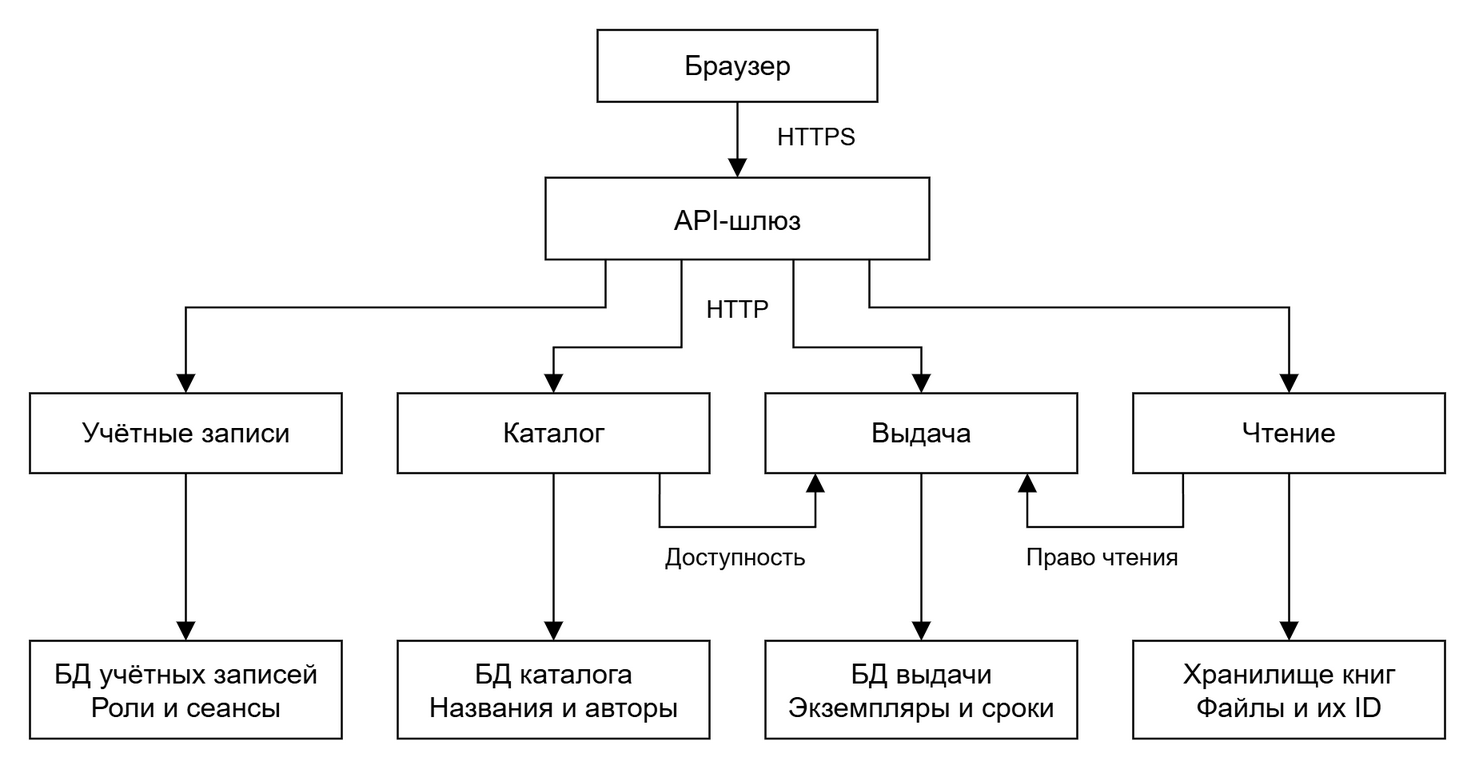 Браузер
HTTPS
API-шлюз
HTTP
Учётные записи
Каталог
Выдача
Чтение
Доступность
Право чтения
БД учётных записей
Роли и сеансы
БД каталога
Названия и авторы
БД выдачи
Экземпляры и сроки
Хранилище книг
Файлы и их ID